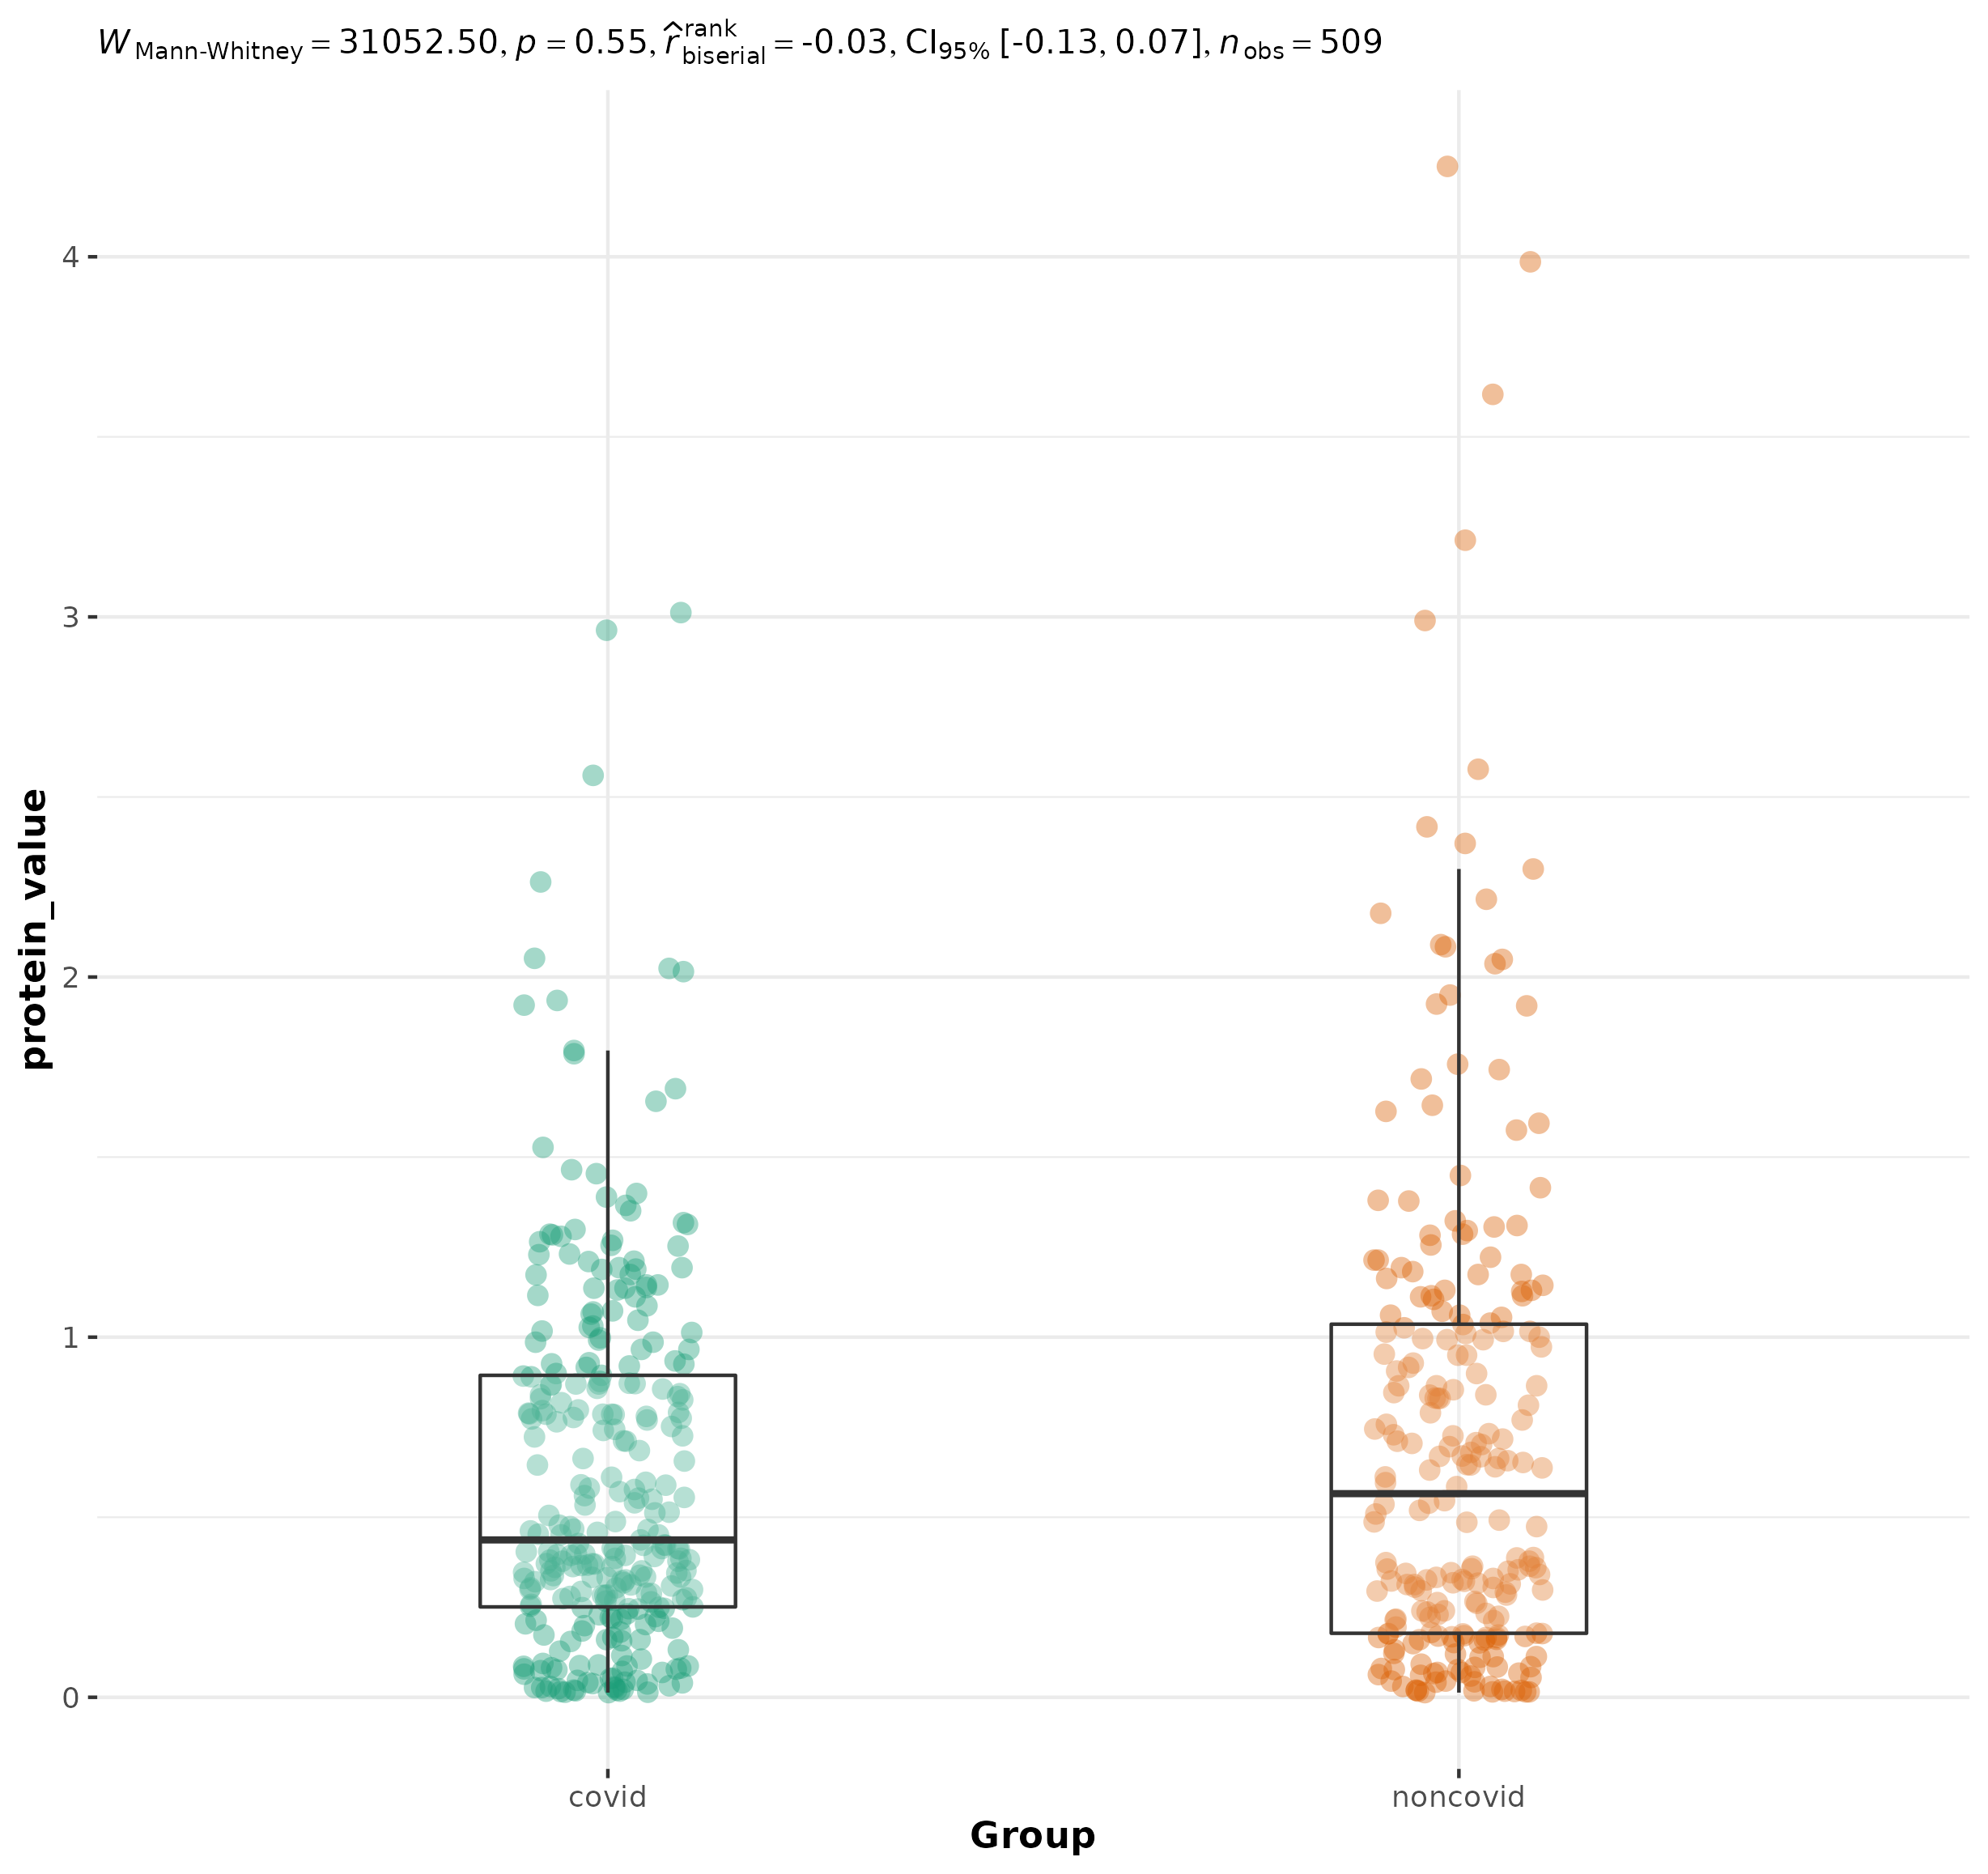 W Mann-Whitney = 31052.50, p = 0.55, r̂ rank biserial = -0.03, CI95% [-0.13, 0.07], n obs = 509
protein_value
4
3
2
1
0
covid noncovid
Group